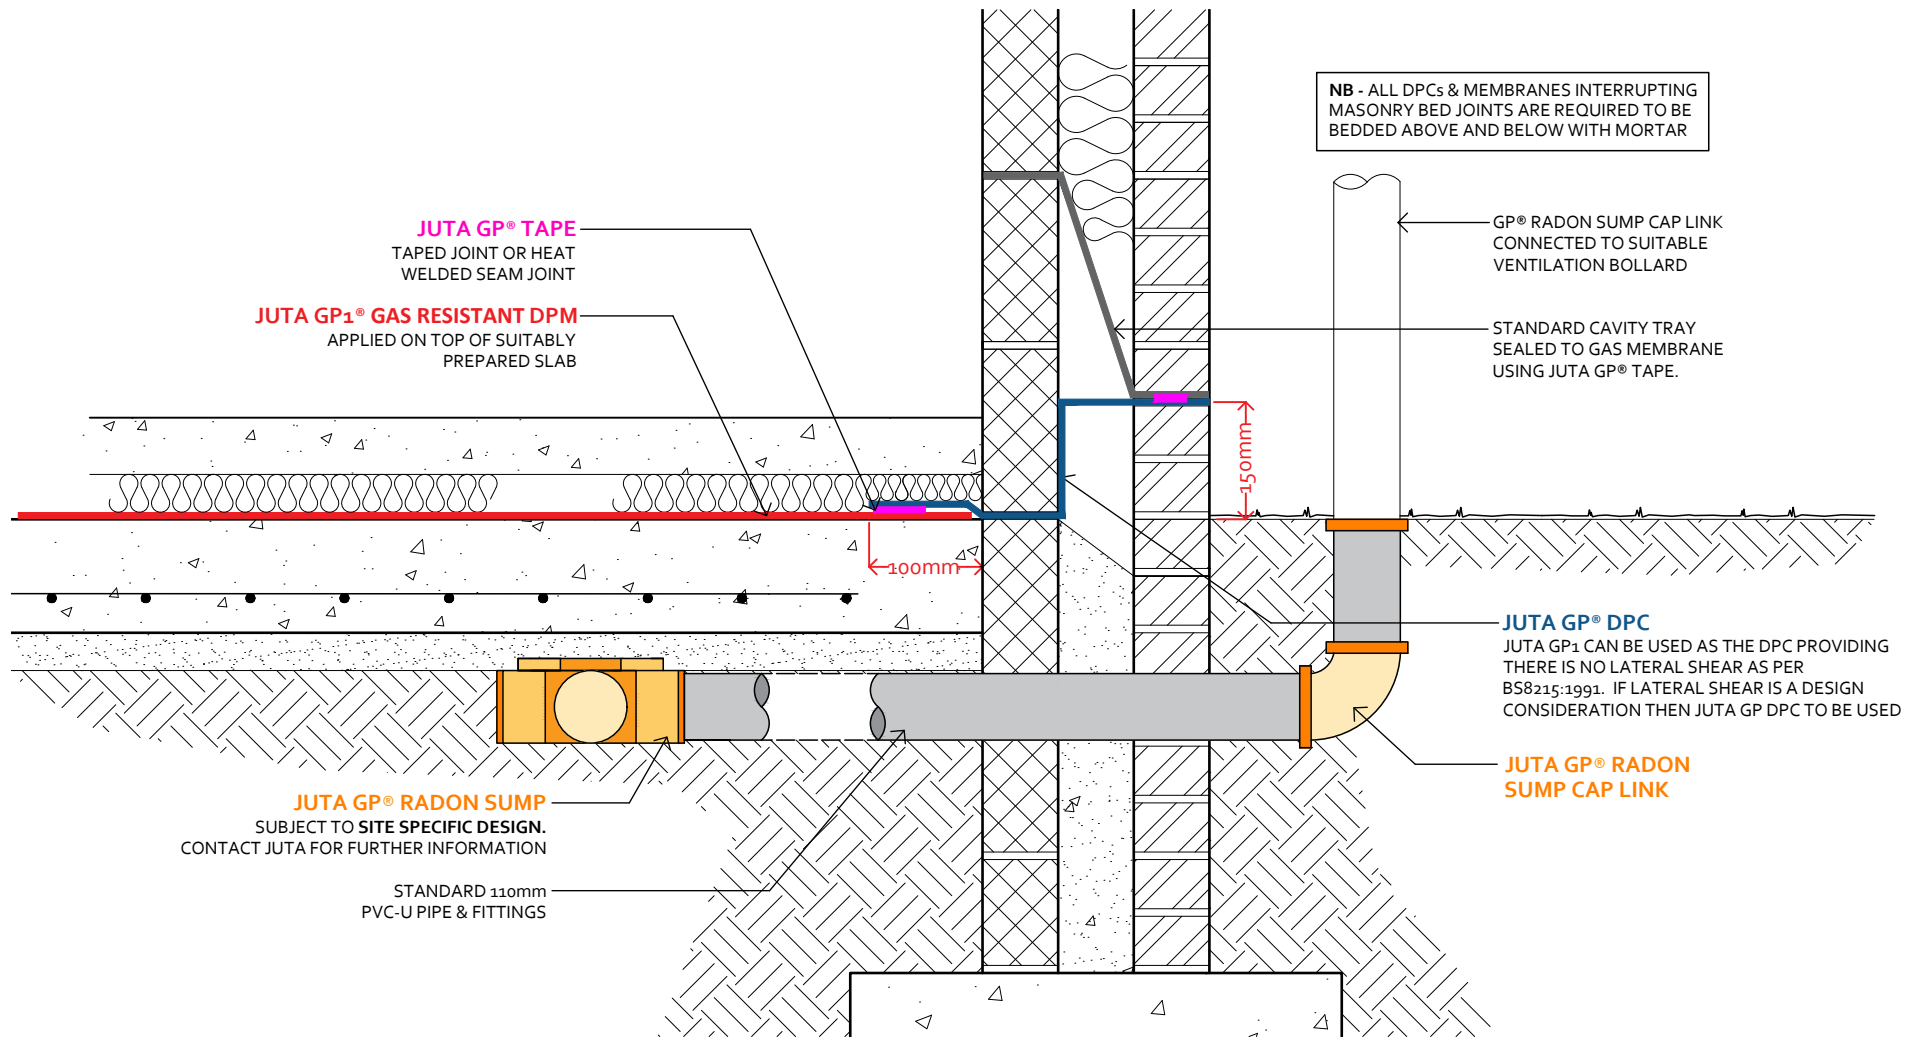 NB - ALL DPCs & MEMBRANES INTERRUPTING
MASONRY BED JOINTS ARE REQUIRED TO BE
BEDDED ABOVE AND BELOW WITH MORTAR
JUTA GP® TAPE
TAPED JOINT OR HEAT
WELDED SEAM JOINT
JUTA GP1® GAS RESISTANT DPM
APPLIED ON TOP OF SUITABLY
PREPARED SLAB
GP® RADON SUMP CAP LINK
CONNECTED TO SUITABLE
VENTILATION BOLLARD
STANDARD CAVITY TRAY
SEALED TO GAS MEMBRANE
USING JUTA GP® TAPE.
150mm
100mm
JUTA GP® DPC
JUTA GP1 CAN BE USED AS THE DPC PROVIDING
THERE IS NO LATERAL SHEAR AS PER
BS8215:1991. IF LATERAL SHEAR IS A DESIGN
CONSIDERATION THEN JUTA GP DPC TO BE USED
JUTA GP® RADON
SUMP CAP LINK
JUTA GP® RADON SUMP
SUBJECT TO SITE SPECIFIC DESIGN.
CONTACT JUTA FOR FURTHER INFORMATION
STANDARD 110mm
PVC-U PIPE & FITTINGS